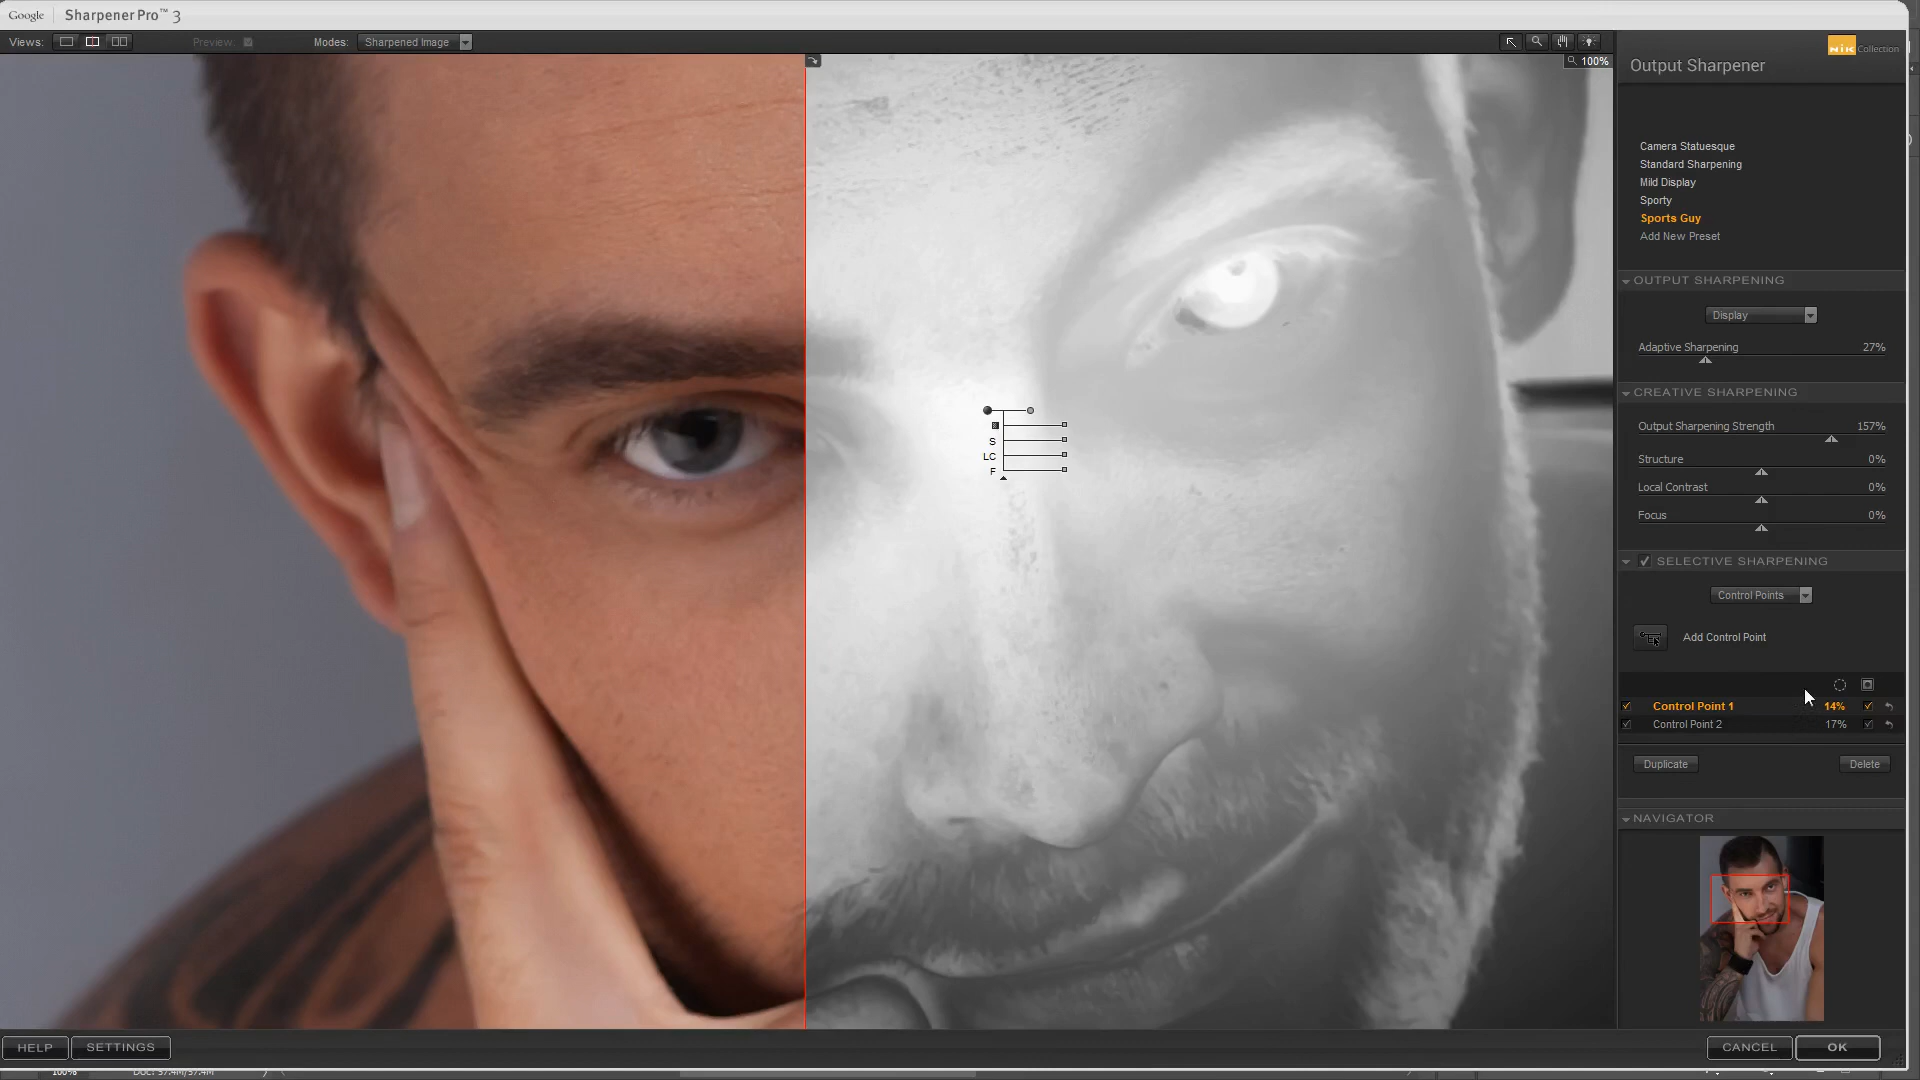 Google SharpenerPro™ 3
Views:
Preview:
Modes: Sharpened Image
100%
NIK Collection
Output Sharpener
Camera Statuesque
Standard Sharpening
Mild Display
Sporty
Sports Guy
Add New Preset
OUTPUT SHARPENING
Display
Adaptive Sharpening 27%
CREATIVE SHARPENING
Output Sharpening Strength 157%
Structure 0%
Local Contrast 0%
Focus 0%
SELECTIVE SHARPENING
Control Points
Add Control Point
Control Point 1 14%
Control Point 2 17%
Duplicate Delete
NAVIGATOR
S
LC
F
HELP SETTINGS
CANCEL OK
100%